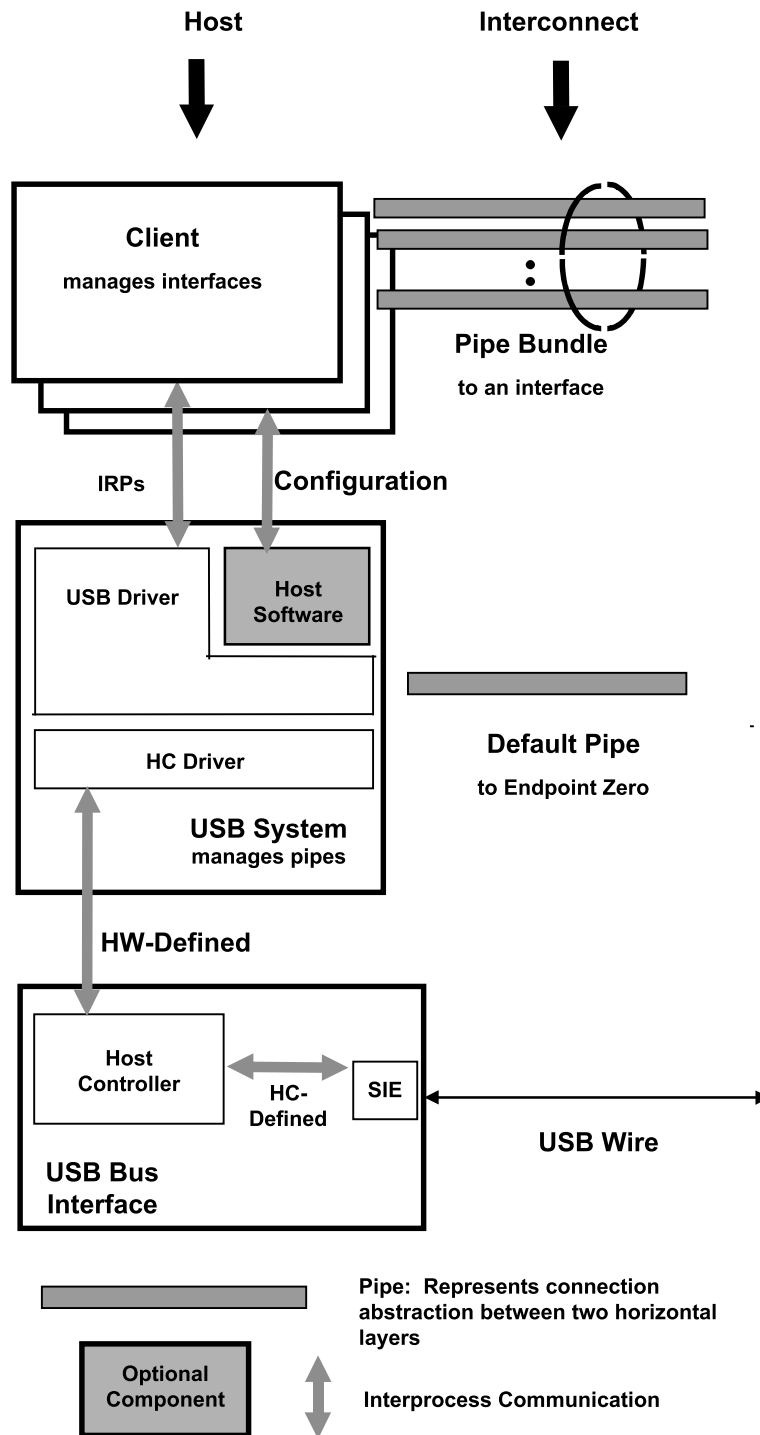 Host
Interconnect
Client
manages interfaces
Pipe Bundle
to an interface
IRPs
Configuration
USB Driver
Host
Software
HC Driver
USB System
manages pipes
Default Pipe
to Endpoint Zero
HW-Defined
Host
Controller
HC-
Defined
SIE
USB Wire
USB Bus
Interface
Pipe: Represents connection
abstraction between two horizontal
layers
Optional
Component
Interprocess Communication